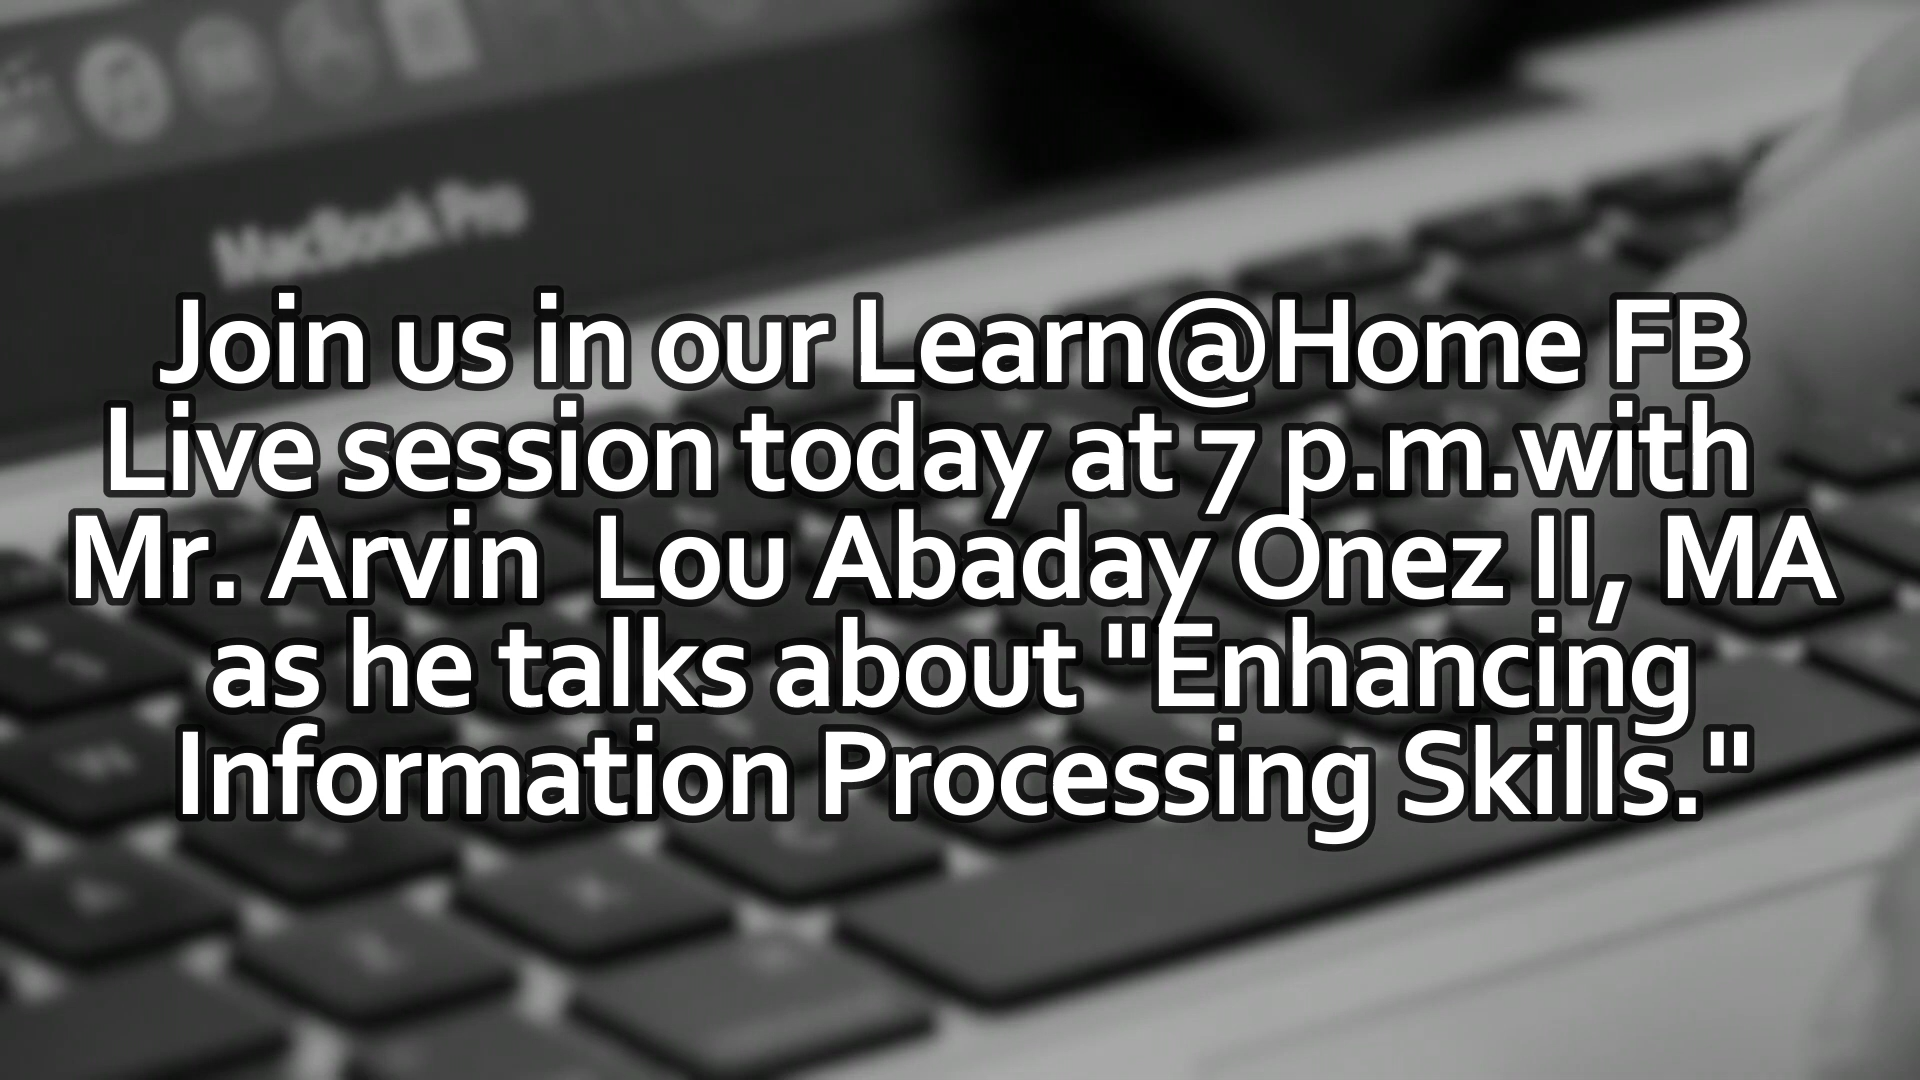 MacBook Pro
Join us in our Learn@Home FB
Live session today at 7 p.m.with
Mr. Arvin  Lou Abaday Onez II, MA
as he talks about "Enhancing
Information Processing Skills."